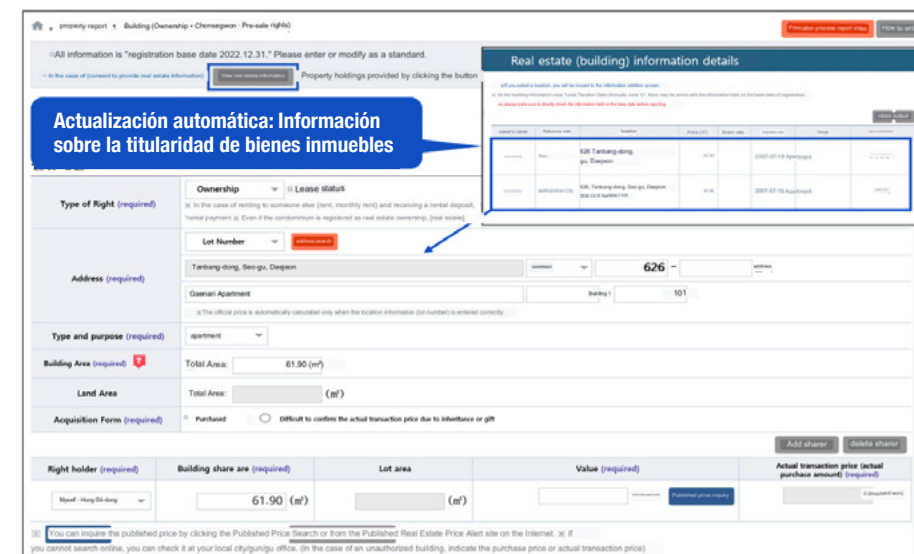 property report
Building (Ownership - Chonsegwon · Pre-sale rights)
○All information is "registration base date 2022.12.31." Please enter or modify as a standard.
In the case of (consent to provide real estate information)
View real estate information
Property holdings provided by clicking the button
Actualización automática: Información
sobre la titularidad de bienes inmuebles
Real estate (building) information details
626 Tanbang-dong,
gu, Daejeon
2007-07-19 Apartment
626, Tanbang-dong, Seo-gu, Daejeon
2007-07-19 Apartment
Type of Right (required)
Ownership
Lease status
In the case of renting to someone else (rent, monthly rent) and receiving a rental deposit,
"rental payment ※ Even if the condominium is registered as real estate ownership, [real estate]
Address (required)
Lot Number
address search
Tanbang-dong, Seo-gu, Daejeon
626 -
Gaenari Apartment
Building 1
101
※The official price is automatically calculated only when the location information (lot number) is entered correctly.
Type and purpose (required)
apartment
Building Area (required)
Total Area:
61.90 (m²)
Land Area
Total Area:
(m²)
Acquisition Form (required)
Purchased
Difficult to confirm the actual transaction price due to inheritance or gift
Add sharer
delete sharer
Right holder (required)
Building share are (required)
Lot area
Value (required)
Actual transaction price (actual
purchase amount) (required)
Myself - Hong Gil-dong
61.90 (m²)
(m²)
Published price inquiry
※ You can inquire the published price by clicking the Published Price Search or from the Published Real Estate Price Alert site on the Internet. ※ If
you cannot search online, you can check it at your local city/gun/gu office. (in the case of an unauthorized building, indicate the purchase price or actual transaction price)